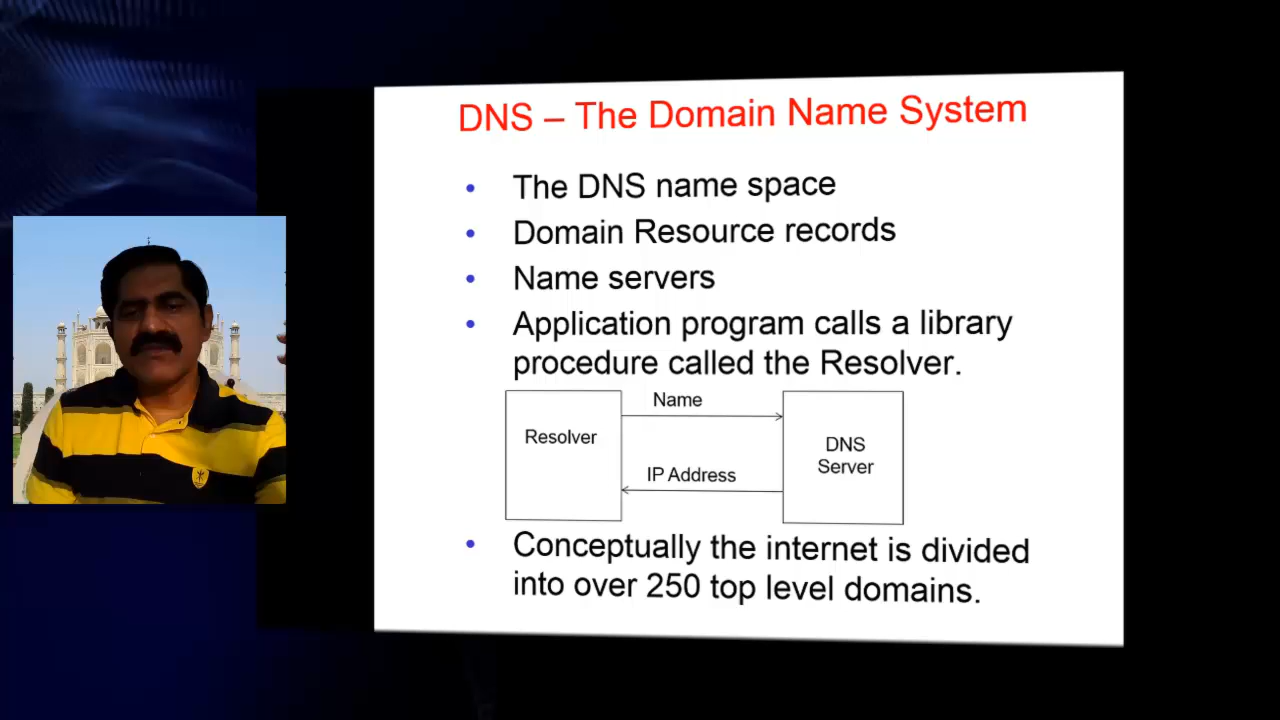 DNS – The Domain Name System
• The DNS name space
• Domain Resource records
• Name servers
• Application program calls a library
procedure called the Resolver.
Name
Resolver
DNS
Server
IP Address
• Conceptually the internet is divided
into over 250 top level domains.